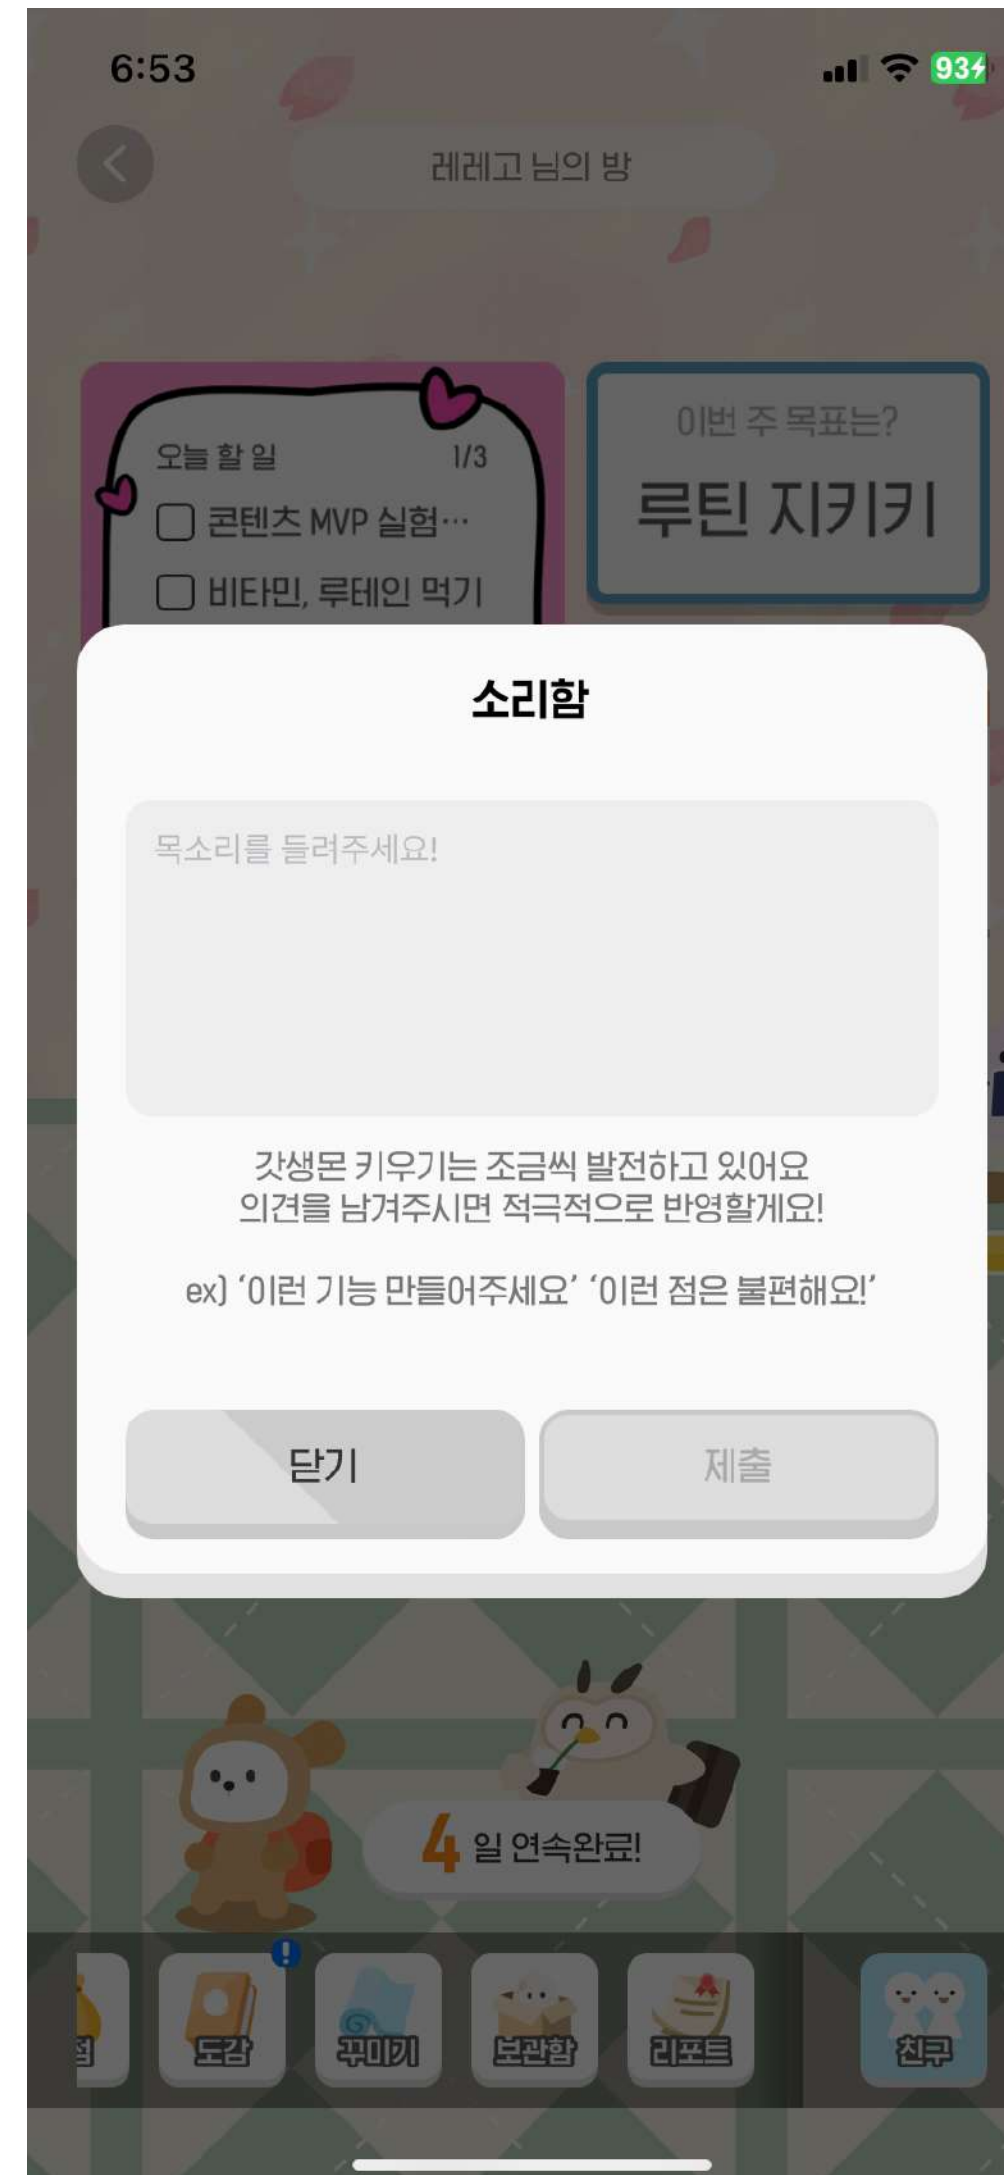 6:53
93
레레고 님의 방
오늘 할 일 1/3
콘텐츠 MVP 실험…
비타민, 루테인 먹기
이번 주 목표는?
루틴 지키키
소리함
목소리를 들려주세요!
갓생몬 키우기는 조금씩 발전하고 있어요
의견을 남겨주시면 적극적으로 반영할게요!
ex) ‘이런 기능 만들어주세요’ ‘이런 점은 불편해요!’
닫기
제출
4일 연속완료!
도감
꾸미기
보관함
리포트
친구